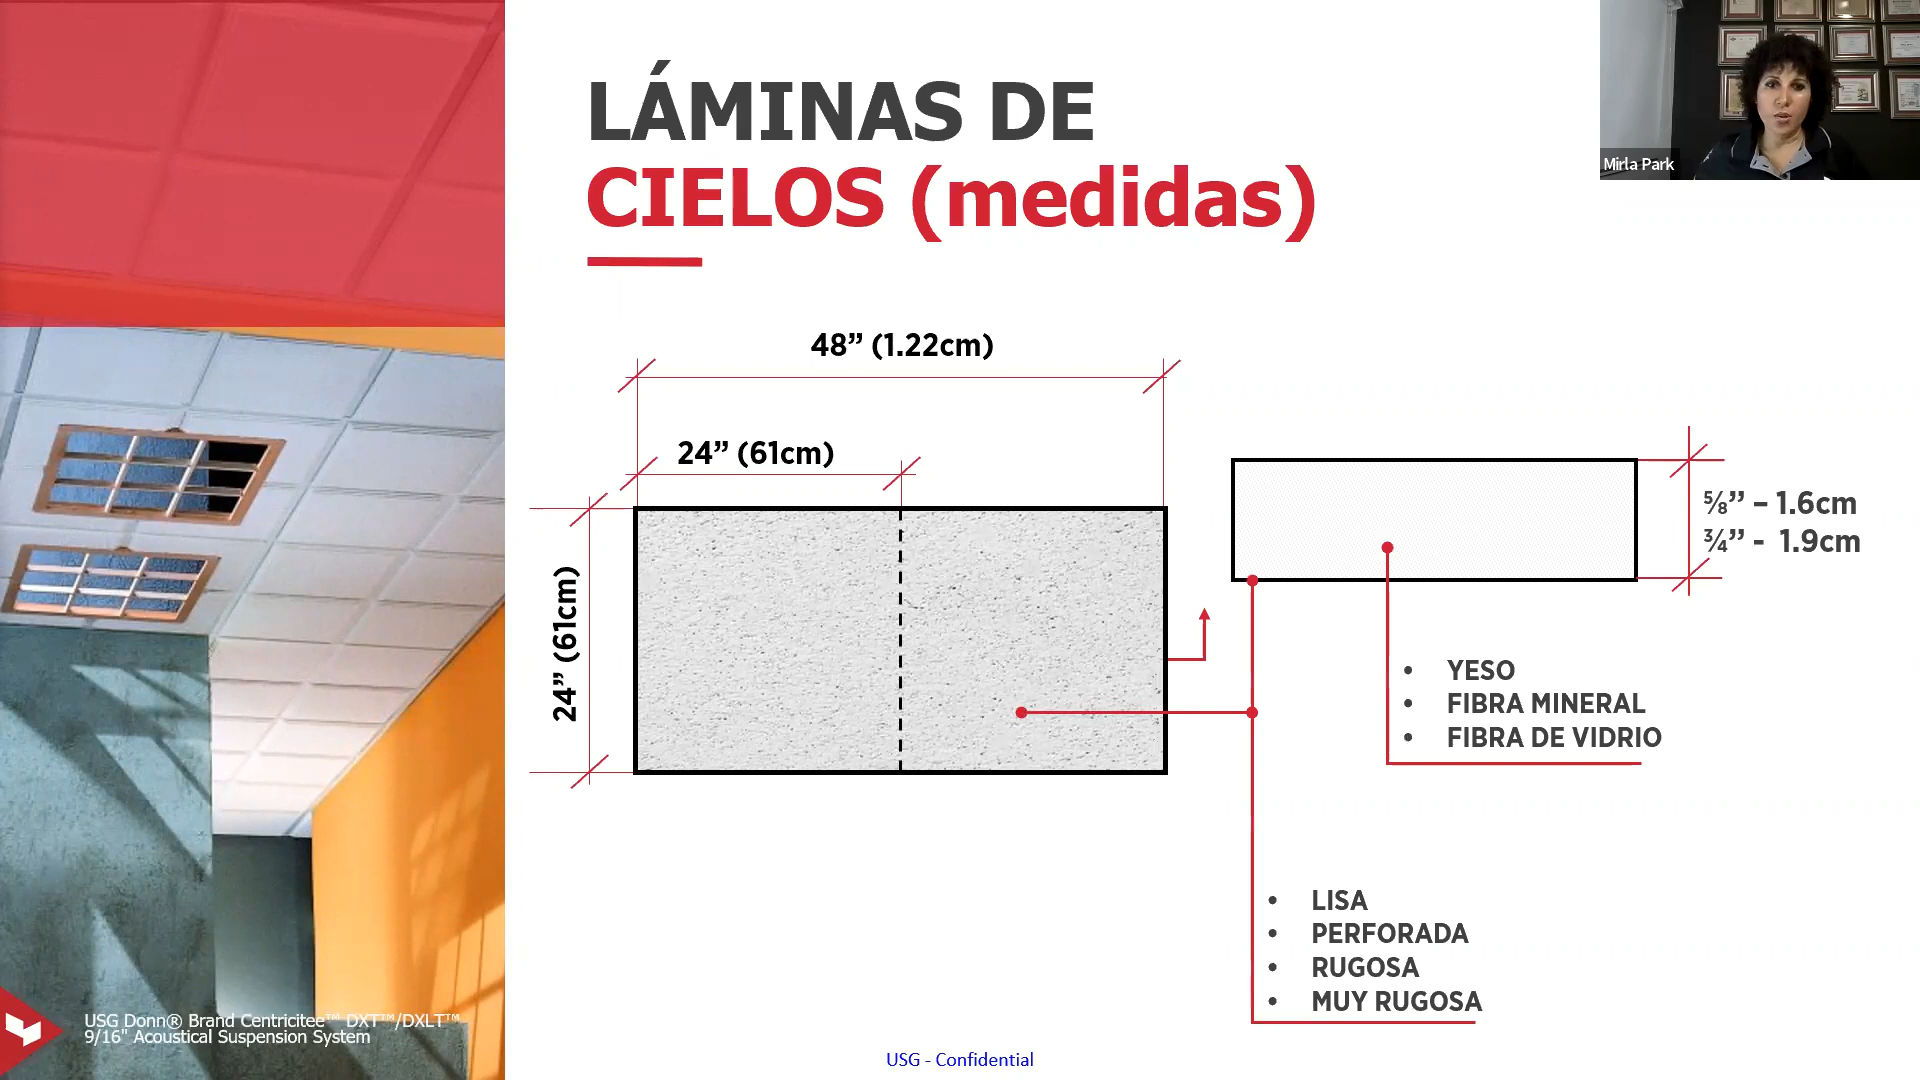 LÁMINAS DE
CIELOS (medidas)
Mirla Park
48” (1.22cm)
24” (61cm)
24” (61cm)
⅝” – 1.6cm
¾” - 1.9cm
• YESO
• FIBRA MINERAL
• FIBRA DE VIDRIO
• LISA
• PERFORADA
• RUGOSA
• MUY RUGOSA
USG Donn® Brand Centricitee™ DXT™/DXLT™
9/16" Acoustical Suspension System
USG - Confidential